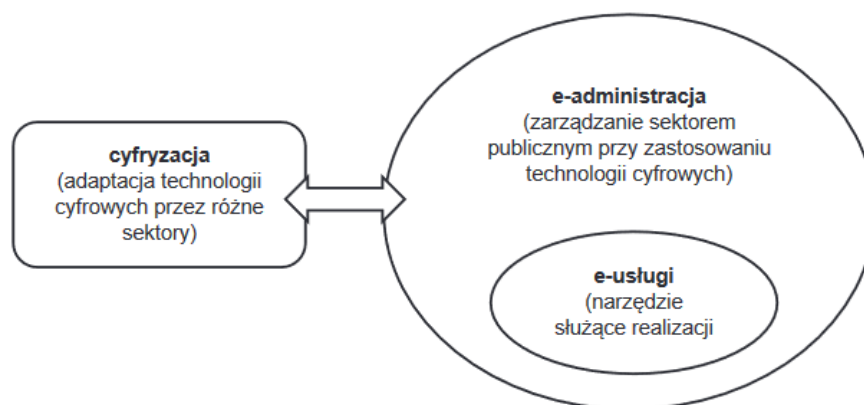 cyfryzacja
(adaptacja technologii
cyfrowych przez różne
sektory)
e-administracja
(zarządzanie sektorem
publicznym przy zastosowaniu
technologii cyfrowych)
e-usługi
(narzędzie
służące realizacji